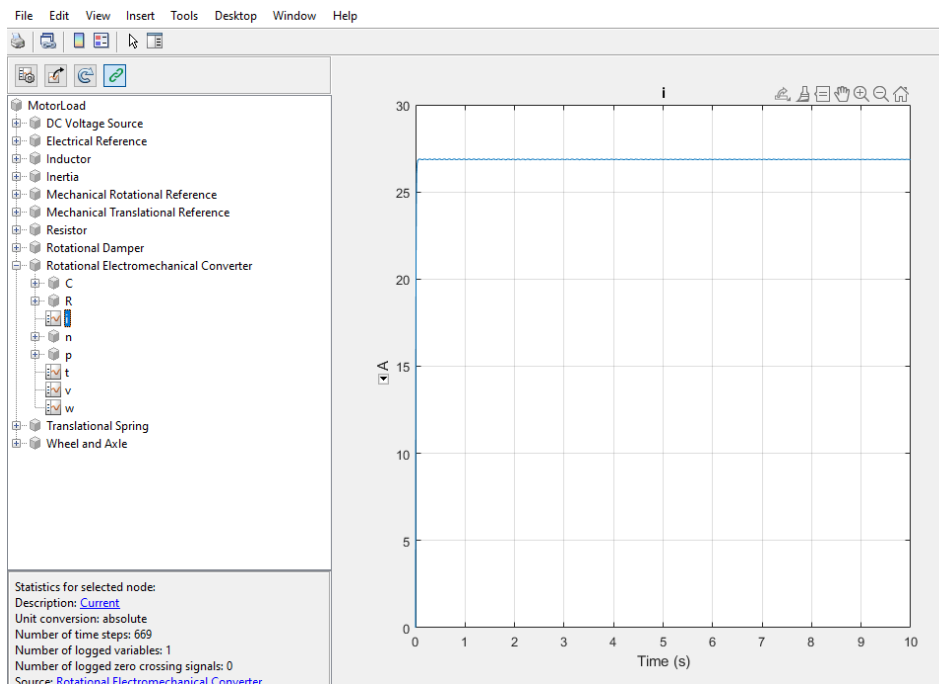 File Edit View Insert Tools Desktop Window Help
MotorLoad
DC Voltage Source
Electrical Reference
Inductor
Inertia
Mechanical Rotational Reference
Mechanical Translational Reference
Resistor
Rotational Damper
Rotational Electromechanical Converter
C
R
i
n
p
t
v
w
Translational Spring
Wheel and Axle
Statistics for selected node:
Description: Current
Unit conversion: absolute
Number of time steps: 669
Number of logged variables: 1
Number of logged zero crossing signals: 0
Source: Rotational Electromechanical Converter
i
30
25
20
15
10
5
0
A
0 1 2 3 4 5 6 7 8 9 10
Time (s)